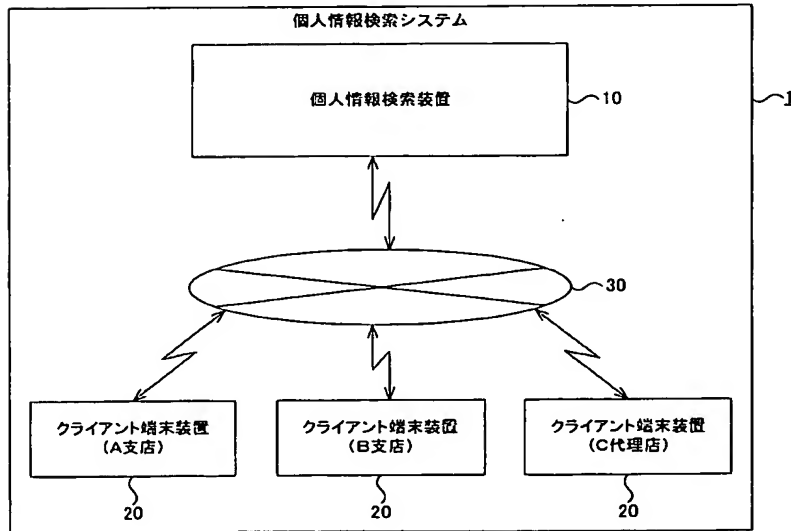 個人情報検索システム
個人情報検索装置
10
1
30
クライアント端末装置
(A支店)
クライアント端末装置
(B支店)
クライアント端末装置
(C代理店)
20
20
20